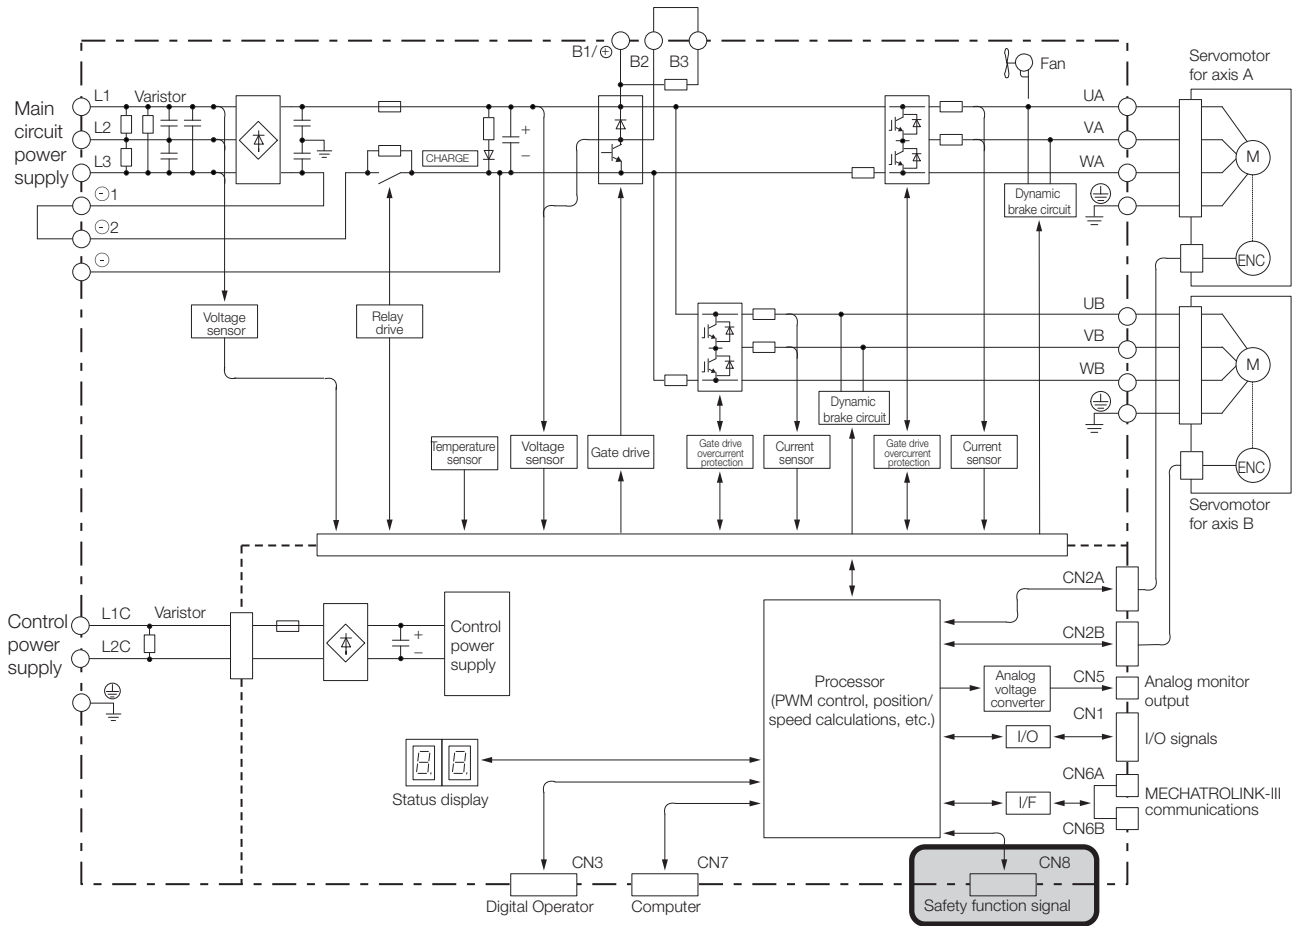 B1/⊕
B2
B3
Fan
Servomotor
for axis A
Main
circuit
power
supply
L1
Varistor
L2
L3
⊖1
⊖2
⊖
CHARGE
+
−
UA
VA
WA
M
ENC
Dynamic
brake circuit
Voltage
sensor
Relay
drive
UB
VB
WB
M
ENC
Servomotor
for axis B
Dynamic
brake circuit
Temperature
sensor
Voltage
sensor
Gate drive
Gate drive
overcurrent
protection
Current
sensor
Gate drive
overcurrent
protection
Current
sensor
Control
power
supply
L1C
Varistor
L2C
+
−
Control
power
supply
Processor
(PWM control, position/
speed calculations, etc.)
CN2A
CN2B
Analog
voltage
converter
CN5
Analog monitor
output
CN1
I/O
I/O signals
CN6A
I/F
MECHATROLINK-III
communications
CN6B
8. 8.
Status display
CN3
Digital Operator
CN7
Computer
CN8
Safety function signal